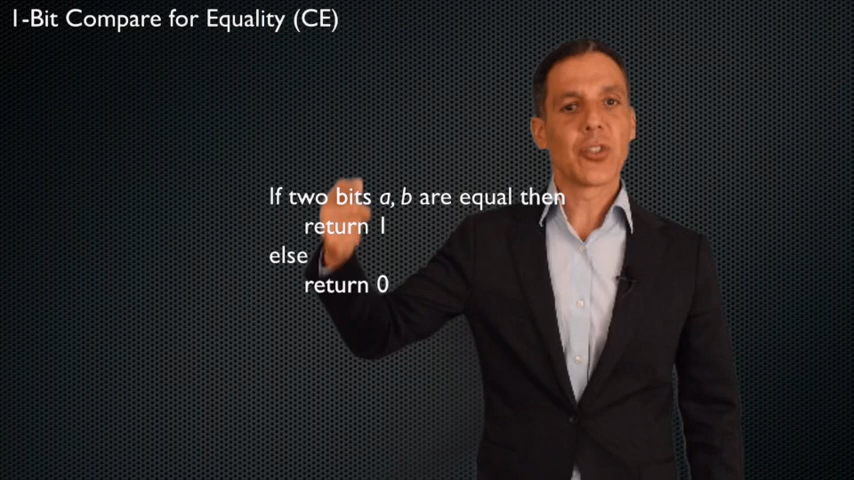 1-Bit Compare for Equality (CE)
If two bits a, b are equal then
return 1
else
return 0